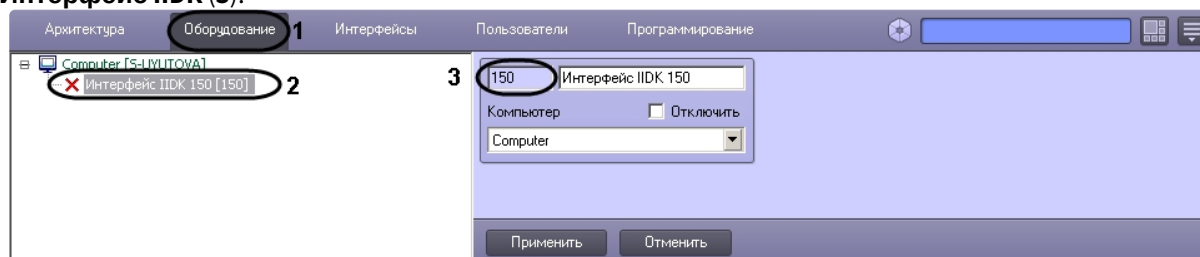 Интерфейс IIDK (3).
Архитектура Оборудование 1 Интерфейсы Пользователи Программирование
Computer [S-UYUTOVA]
Интерфейс IIDK 150 [150] 2
3 150 Интерфейс IIDK 150
Компьютер Отключить
Computer
Применить Отменить